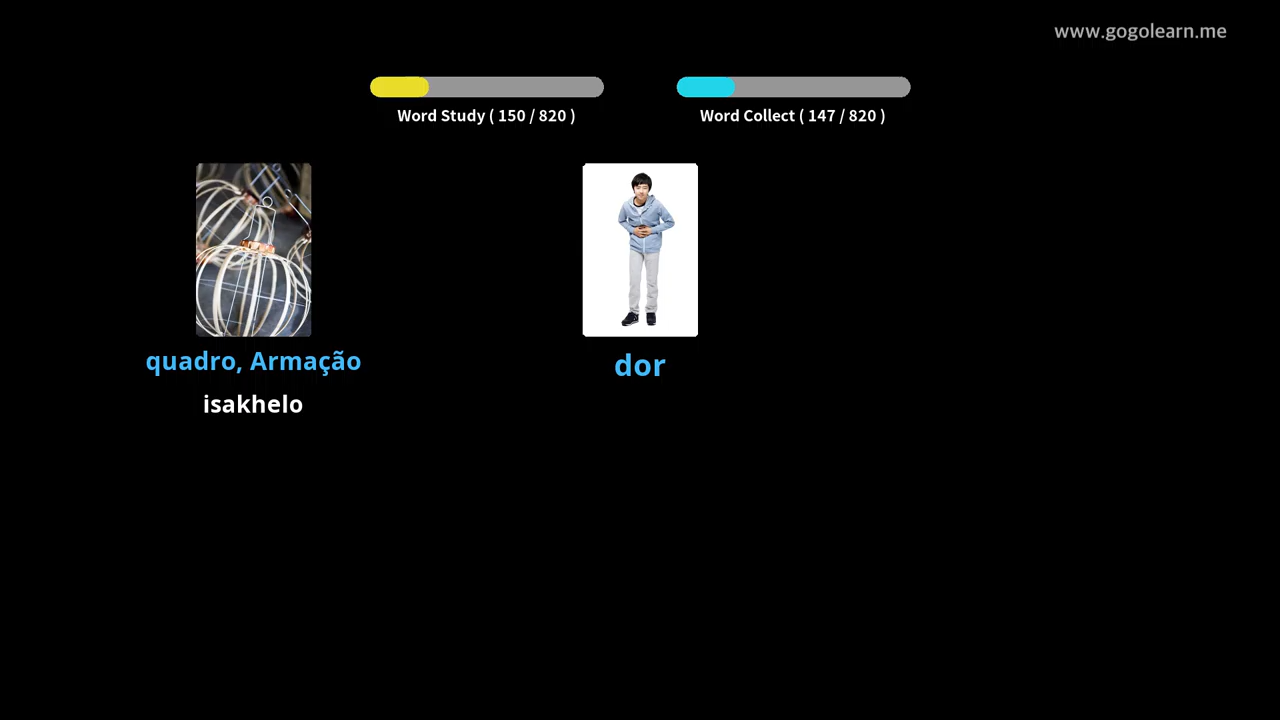 www.gogolearn.me
Word Study ( 150 / 820 )
Word Collect ( 147 / 820 )
quadro, Armação
isakhelo
dor